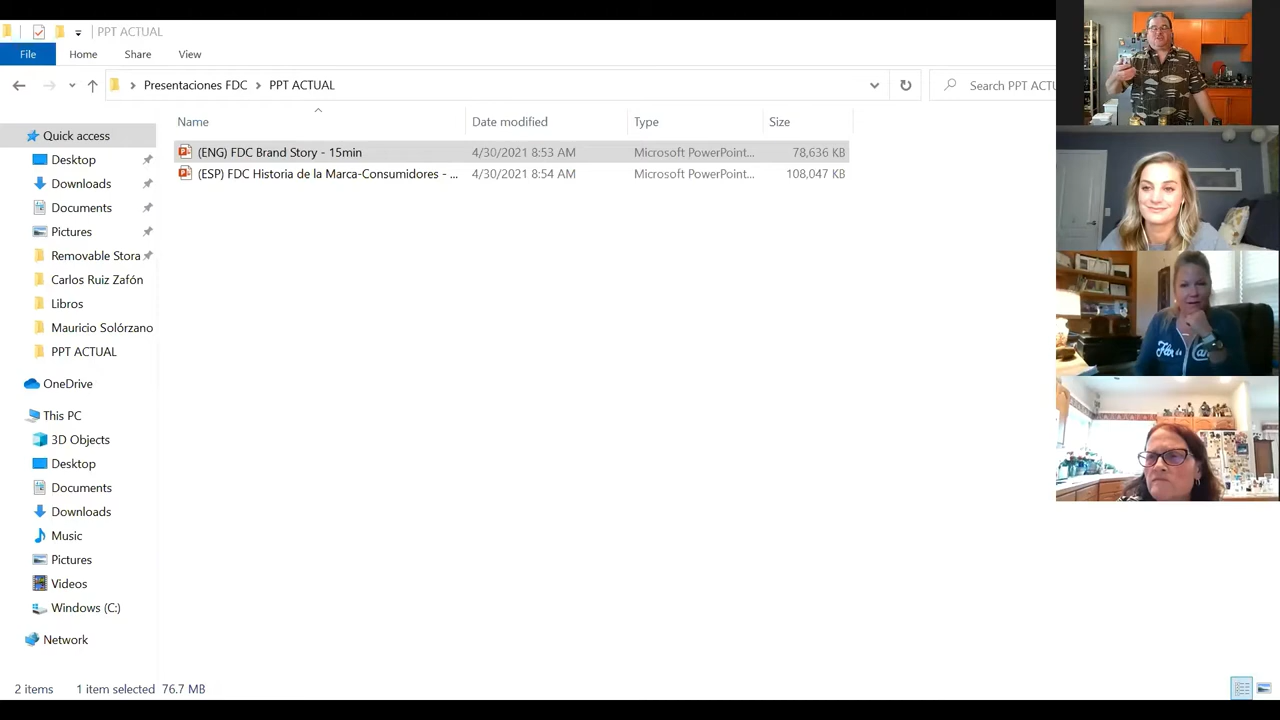 PPT ACTUAL
File Home Share View
Presentaciones FDC > PPT ACTUAL
Search PPT ACTU
Name Date modified Type Size
(ENG) FDC Brand Story - 15min 4/30/2021 8:53 AM Microsoft PowerPoint... 78,636 KB
(ESP) FDC Historia de la Marca-Consumidores - ... 4/30/2021 8:54 AM Microsoft PowerPoint... 108,047 KB
Quick access
Desktop
Downloads
Documents
Pictures
Removable Stora
Carlos Ruiz Zafón
Libros
Mauricio Solórzano
PPT ACTUAL
OneDrive
This PC
3D Objects
Desktop
Documents
Downloads
Music
Pictures
Videos
Windows (C:)
Network
2 items 1 item selected 76.7 MB